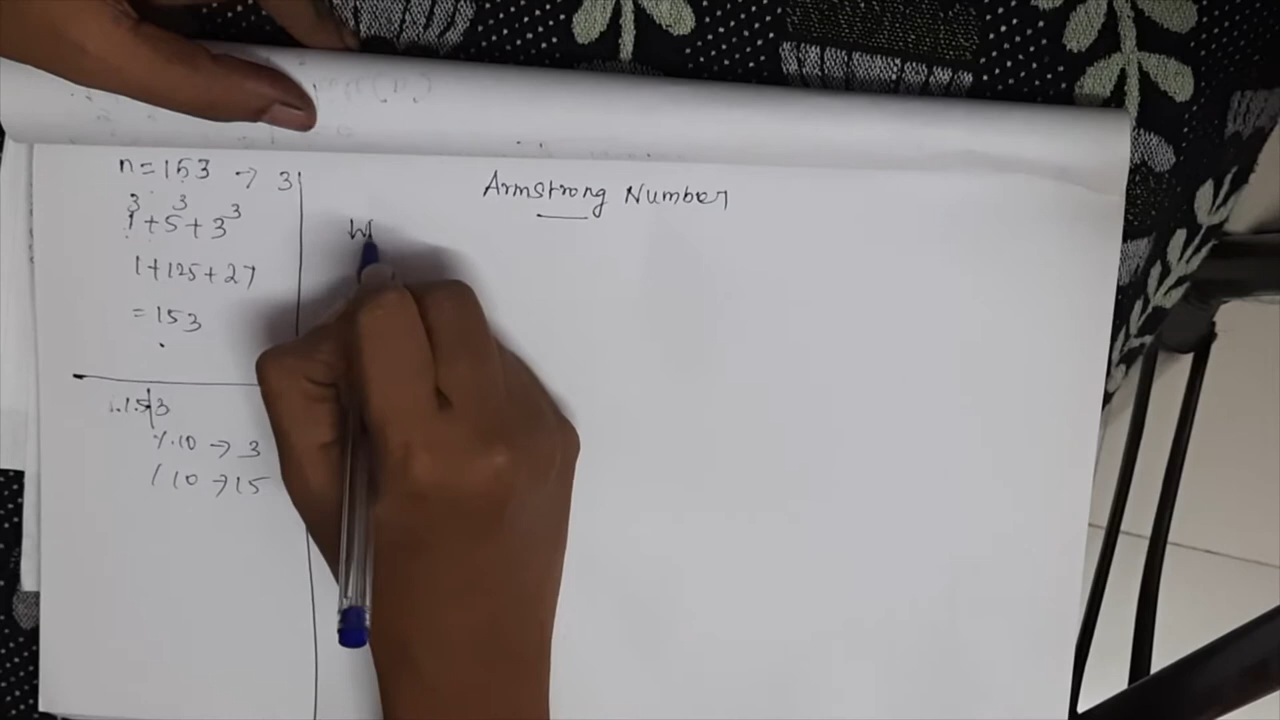 Armstrong Number
n=153 → 3
1³+5³+3³
1+125+27
=153
153
%10 → 3
/10 → 15